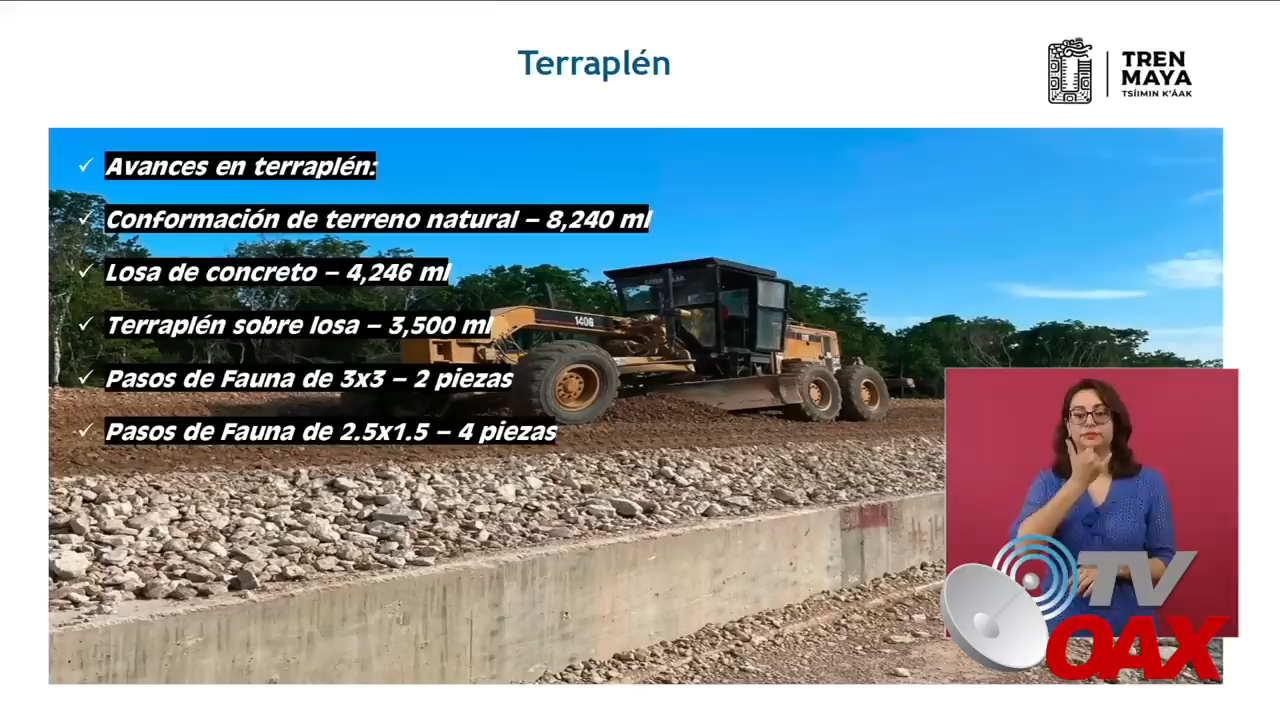 Terraplén
TREN
MAYA
TSÍIMIN K'ÁAK
Avances en terraplén:
Conformación de terreno natural – 8,240 ml
Losa de concreto – 4,246 ml
Terraplén sobre losa – 3,500 ml
140G
Pasos de Fauna de 3x3 – 2 piezas
Pasos de Fauna de 2.5x1.5 – 4 piezas
TV
OAX